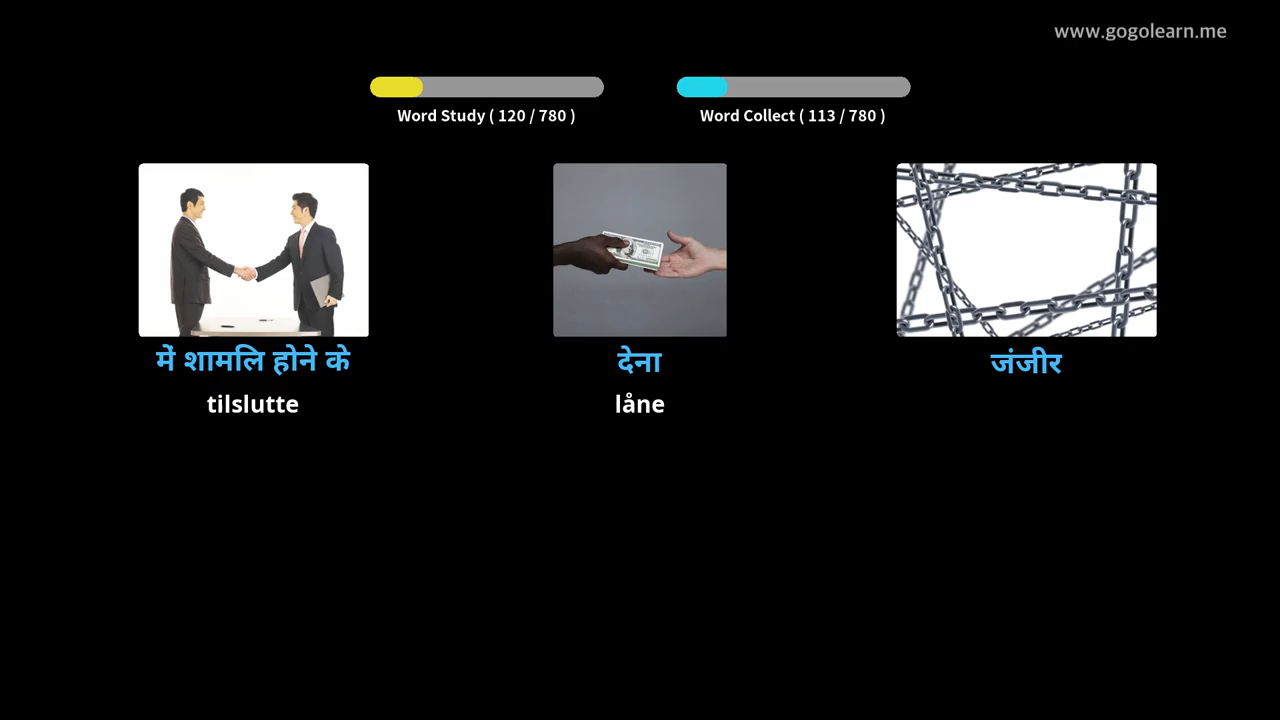 www.gogolearn.me
Word Study ( 120 / 780 )
Word Collect ( 113 / 780 )
में शामलि होने के
देना
जंजीर
tilslutte
låne